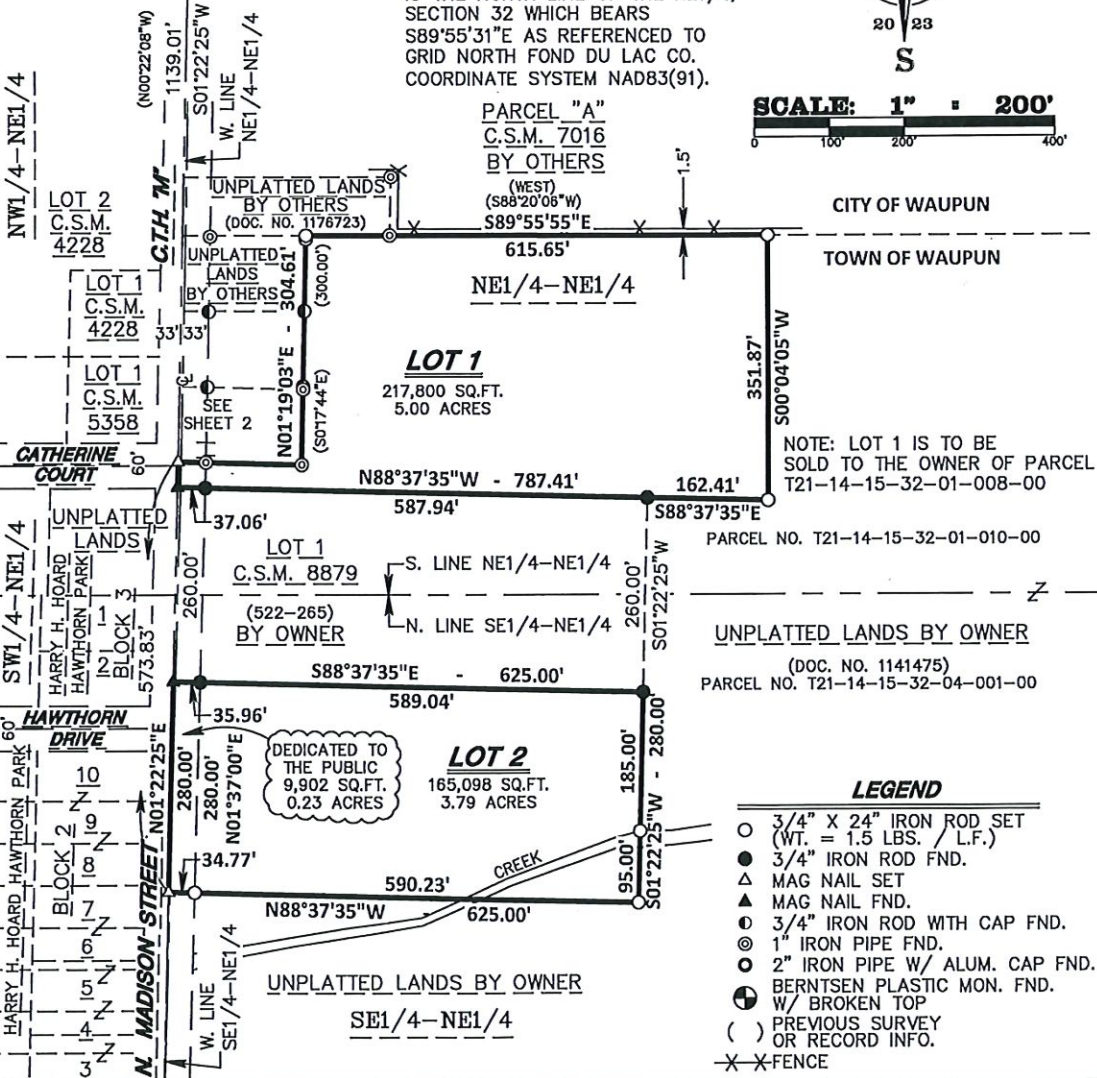 SECTION 32 WHICH BEARS
S89°55'31"E AS REFERENCED TO
GRID NORTH FOND DU LAC CO.
COORDINATE SYSTEM NAD83(91).
20 23
S
SCALE: 1" = 200'
0 100' 200' 400'
(N00°22'08"W)
1139.01'
S01°22'25"W
W. LINE
NE1/4-NE1/4
NW1/4-NE1/4
C.T.H. "M"
LOT 2
C.S.M.
4228
PARCEL "A"
C.S.M. 7016
BY OTHERS
(WEST)
(S88°20'06"W)
S89°55'55"E
615.65'
1.5'
CITY OF WAUPUN
TOWN OF WAUPUN
UNPLATTED LANDS
BY OTHERS
(DOC. NO. 1176723)
UNPLATTED
LANDS
BY OTHERS
LOT 1
C.S.M.
4228
33' 33'
LOT 1
C.S.M.
5358
SEE
SHEET 2
N01°19'03"E - 304.61'
(300.00')
(S0°17'44"E)
NE1/4-NE1/4
LOT 1
217,800 SQ.FT.
5.00 ACRES
351.87'
S00°04'05"W
CATHERINE
COURT
60'
NOTE: LOT 1 IS TO BE
SOLD TO THE OWNER OF PARCEL
T21-14-15-32-01-008-00
N88°37'35"W - 787.41'
587.94'
162.41'
S88°37'35"E
37.06'
PARCEL NO. T21-14-15-32-01-010-00
UNPLATTED
LANDS
SW1/4-NE1/4
HARRY H. HOARD
HAWTHORN PARK
1
2
BLOCK 3
573.83'
260.00'
LOT 1
C.S.M. 8879
(522-265)
BY OWNER
S. LINE NE1/4-NE1/4
N. LINE SE1/4-NE1/4
260.00'
S01°22'25"W
UNPLATTED LANDS BY OWNER
(DOC. NO. 1141475)
PARCEL NO. T21-14-15-32-04-001-00
S88°37'35"E - 625.00'
589.04'
35.96'
HAWTHORN
DRIVE
60'
N01°22'25"E
280.00'
280.00'
N01°37'00"E
DEDICATED TO
THE PUBLIC
9,902 SQ.FT.
0.23 ACRES
LOT 2
165,098 SQ.FT.
3.79 ACRES
185.00'
95.00'
S01°22'25"W - 280.00'
CREEK
34.77'
590.23'
N88°37'35"W - 625.00'
HARRY H. HOARD HAWTHORN PARK
BLOCK 2
10
9
8
7
6
5
4
3
N. MADISON STREET
W. LINE
SE1/4-NE1/4
UNPLATTED LANDS BY OWNER
SE1/4-NE1/4
LEGEND
3/4" X 24" IRON ROD SET
(WT. = 1.5 LBS. / L.F.)
3/4" IRON ROD FND.
MAG NAIL SET
MAG NAIL FND.
3/4" IRON ROD WITH CAP FND.
1" IRON PIPE FND.
2" IRON PIPE W/ ALUM. CAP FND.
BERNTSEN PLASTIC MON. FND.
W/ BROKEN TOP
( ) PREVIOUS SURVEY
OR RECORD INFO.
FENCE